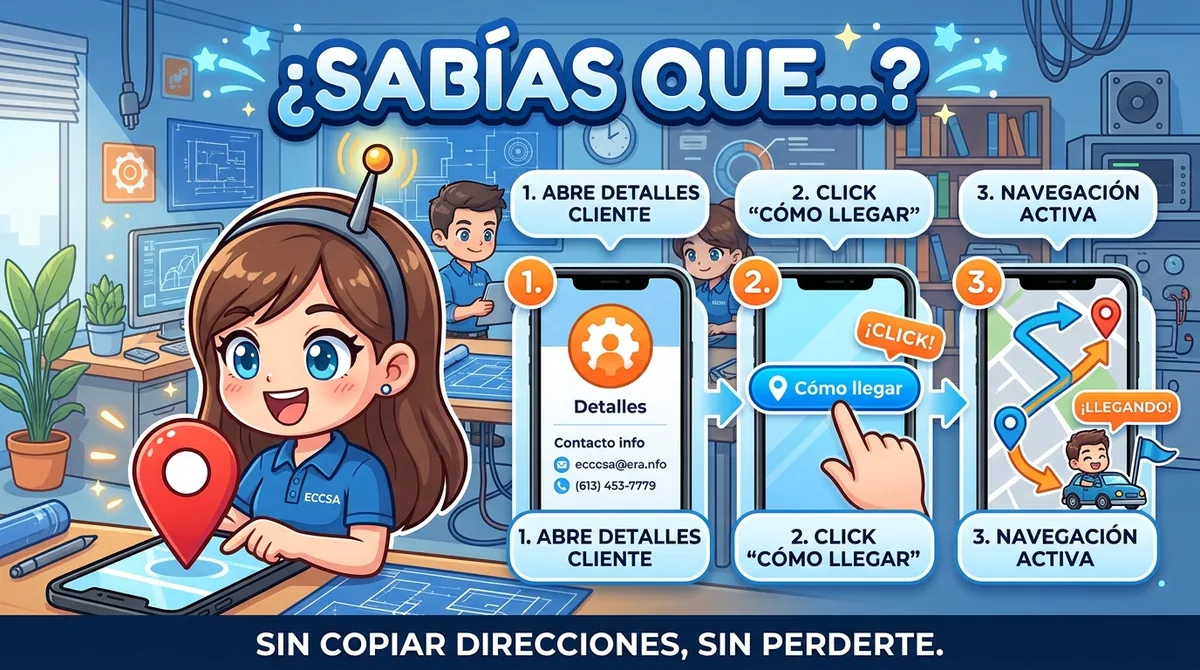 ¿SABÍAS QUE...?
1. ABRE DETALLES
CLIENTE
2. CLICK
“CÓMO LLEGAR”
3. NAVEGACIÓN
ACTIVA
1.
2.
3.
Detalles
Contacto info
ecccsa@era.nfo
(613) 453-7779
¡CLICK!
Cómo llegar
¡LLEGANDO!
ECCSA
1. ABRE DETALLES
CLIENTE
2. CLICK
“CÓMO LLEGAR”
3. NAVEGACIÓN
ACTIVA
SIN COPIAR DIRECCIONES, SIN PERDERTE.